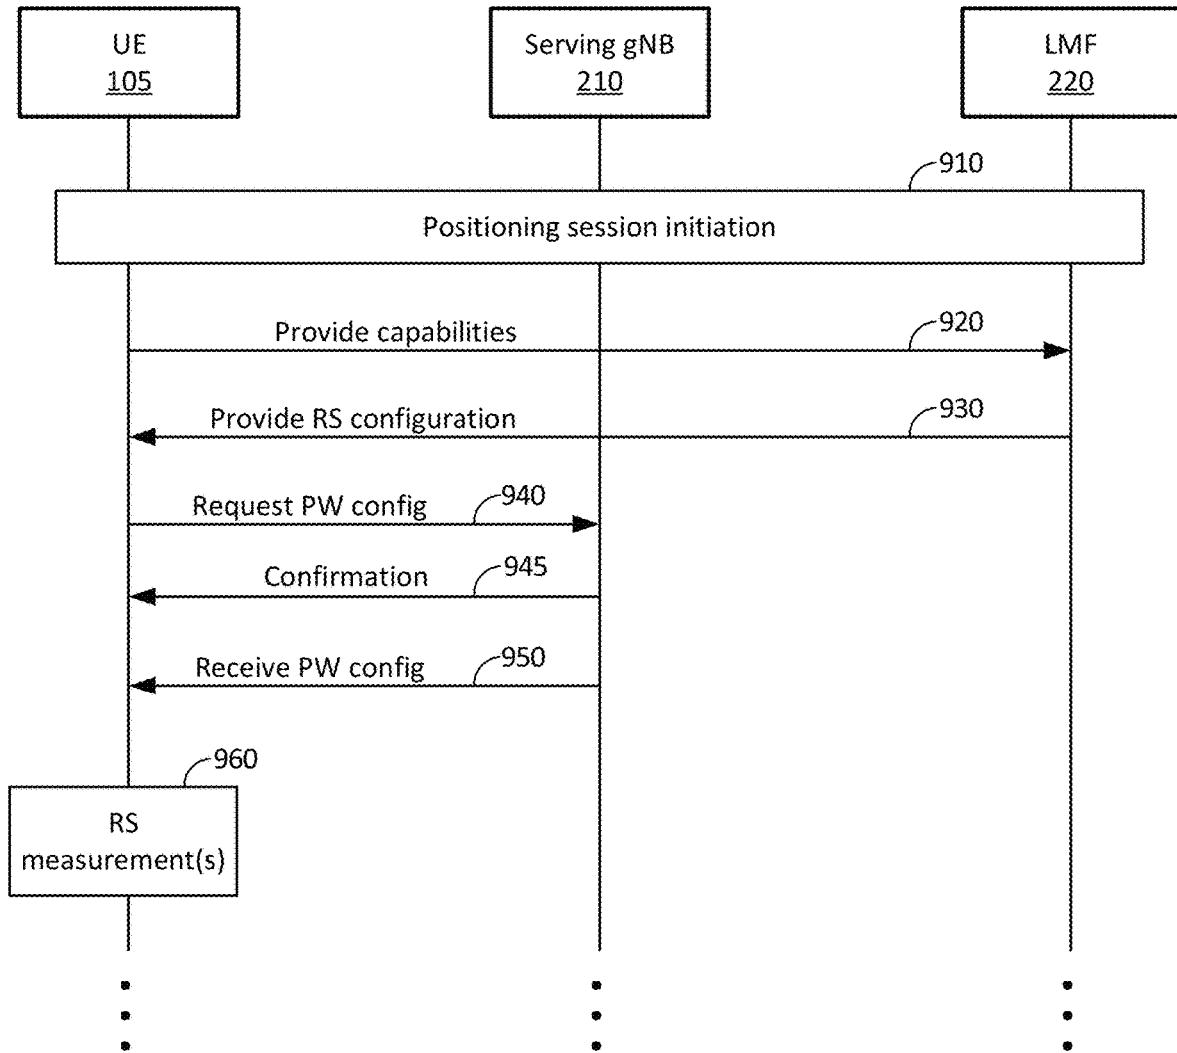 UE
105
Serving gNB
210
LMF
220
910
Positioning session initiation
Provide capabilities
920
Provide RS configuration
930
Request PW config
940
Confirmation
945
Receive PW config
950
960
RS
measurement(s)